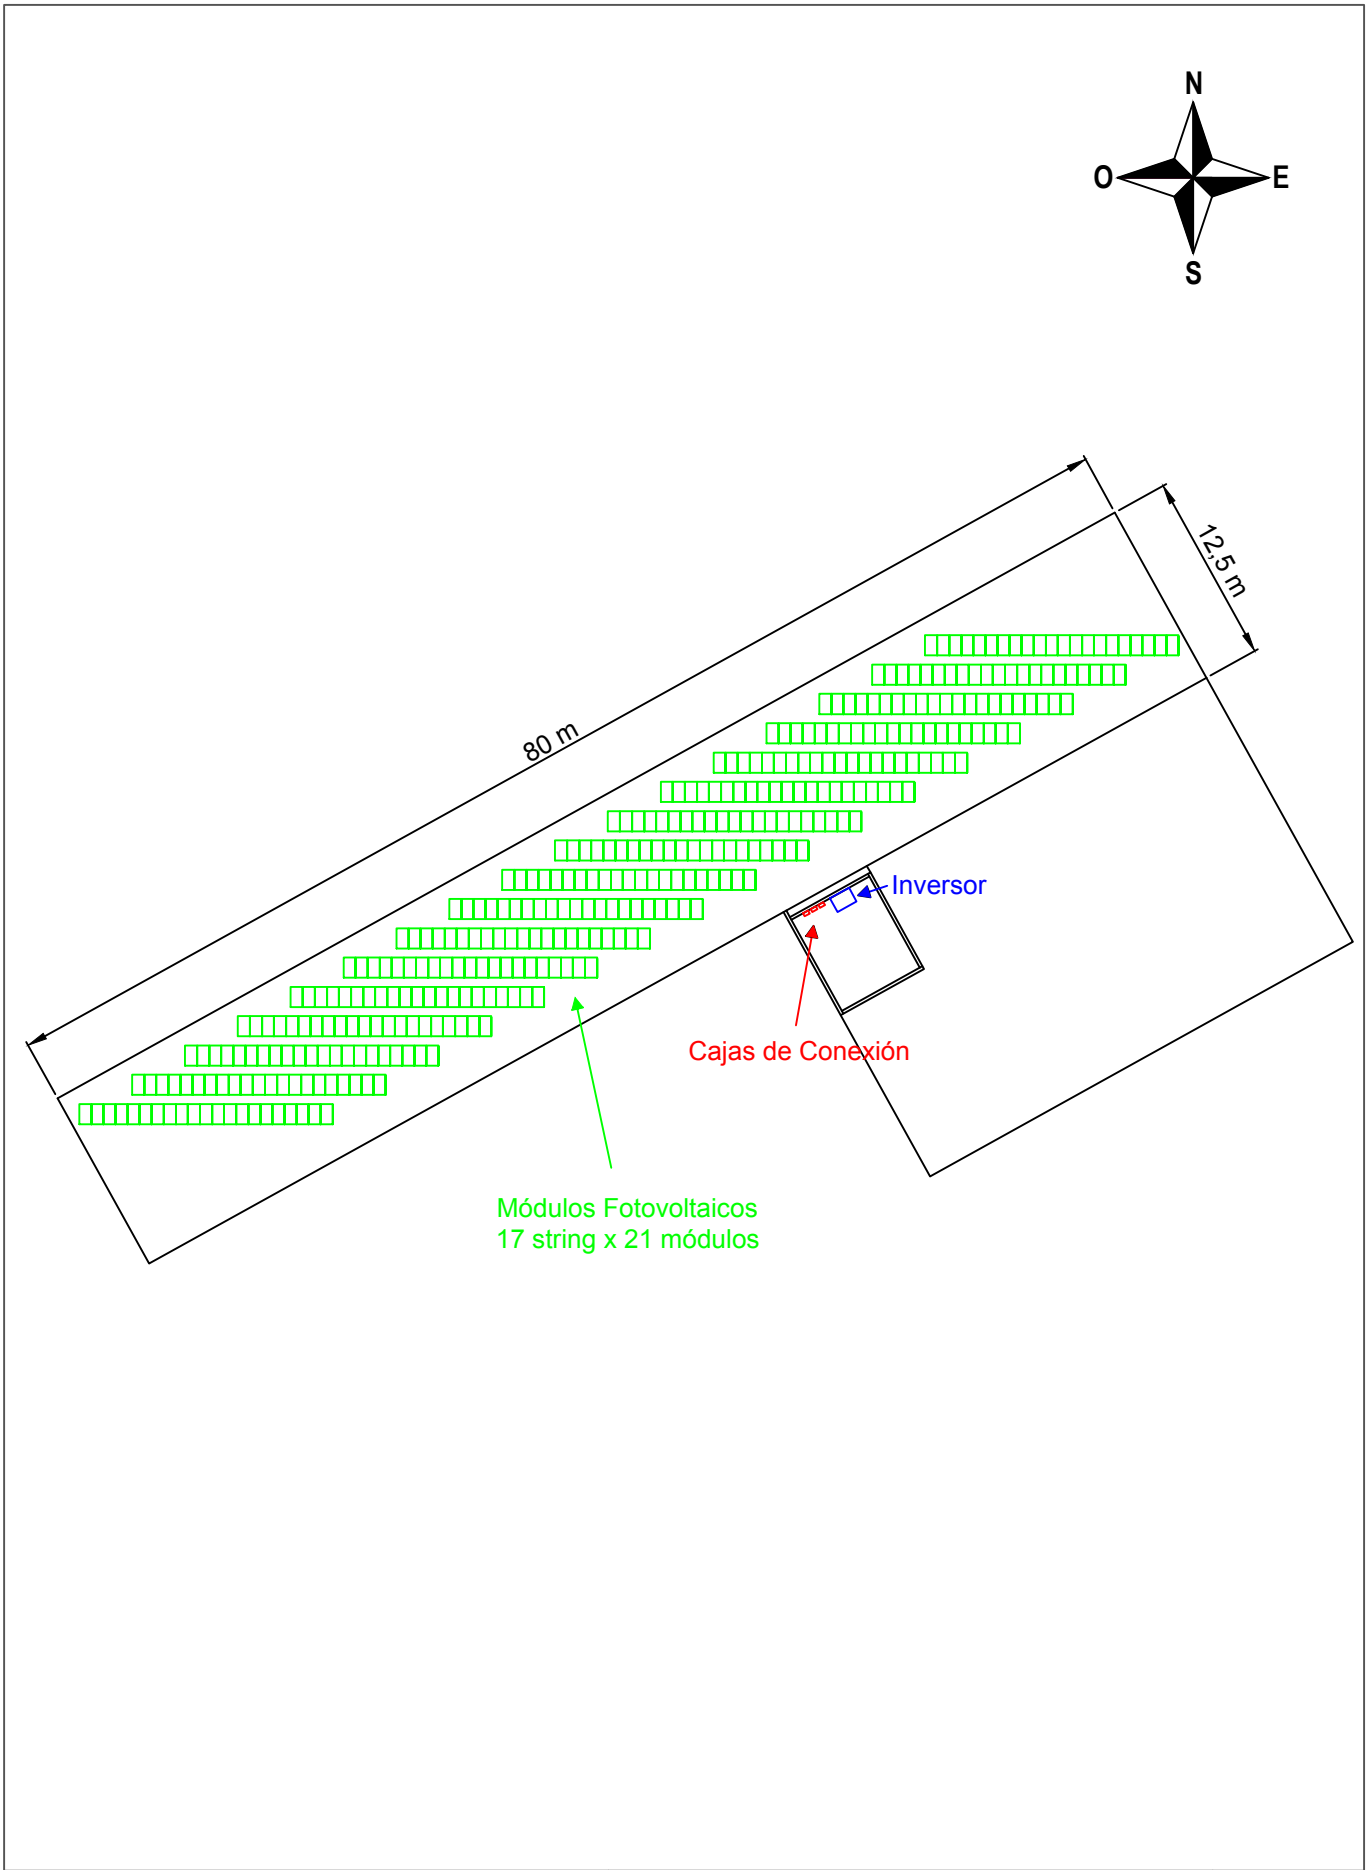 N
O
E
S
12,5 m
80 m
Inversor
Cajas de Conexión
Módulos Fotovoltaicos
17 string x 21 módulos